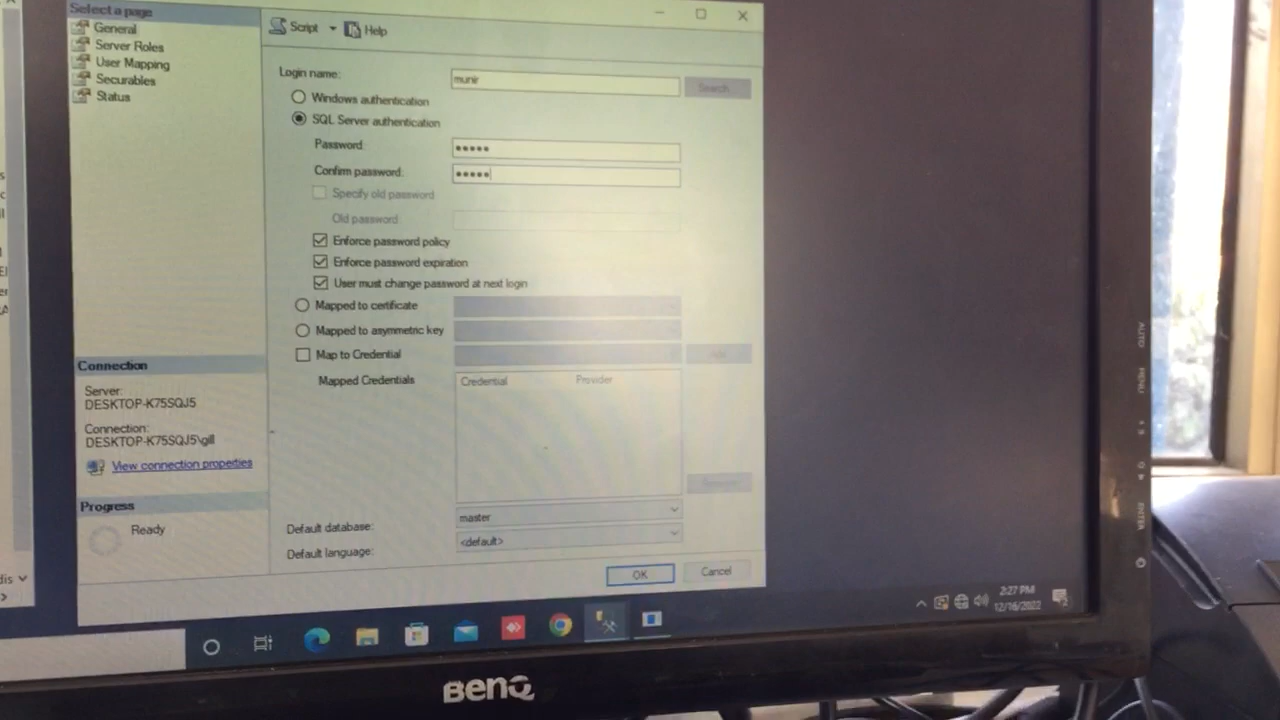 Select a page
General
Server Roles
User Mapping
Securables
Status
Script
Help
Login name:
munir
Search...
Windows authentication
SQL Server authentication
Password:
Confirm password:
Specify old password
Old password:
Enforce password policy
Enforce password expiration
User must change password at next login
Mapped to certificate
Mapped to asymmetric key
Map to Credential
Mapped Credentials
Credential
Provider
Default database:
master
Default language:
<default>
OK
Cancel
Connection
Server:
DESKTOP-K75SQJ5
Connection:
DESKTOP-K75SQJ5\gill
View connection properties
Progress
Ready
2:27 PM
12/16/2022
BenQ
AUTO
MENU
ENTER